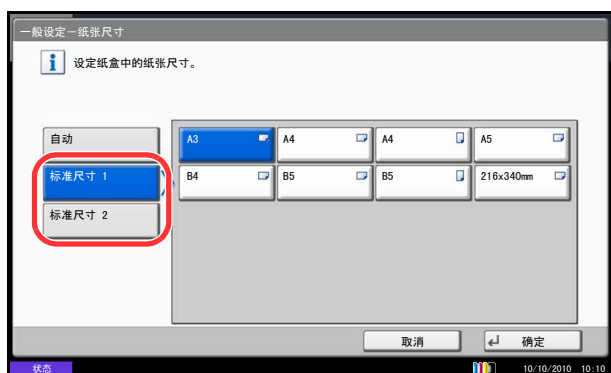 一般设定－纸张尺寸
设定纸盒中的纸张尺寸。
自动
A3 A4 A4 A5
标准尺寸 1
B4 B5 B5 216x340mm
标准尺寸 2
取消 确定
状态 10/10/2010 10:10